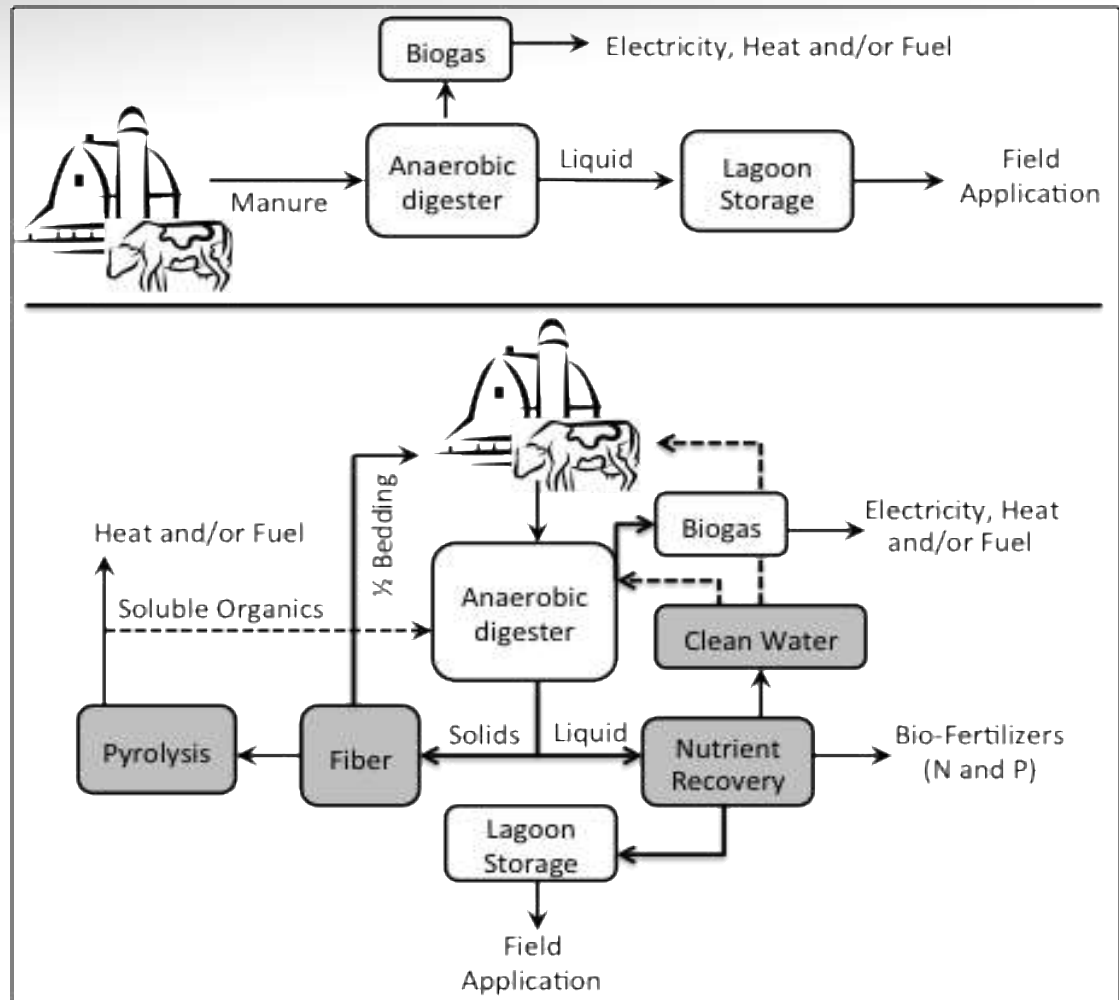 Biogas
Electricity, Heat and/or Fuel
Manure
Anaerobic
digester
Liquid
Lagoon
Storage
Field
Application
Heat and/or Fuel
½ Bedding
Biogas
Electricity, Heat
and/or Fuel
Soluble Organics
Anaerobic
digester
Clean Water
Pyrolysis
Fiber
Solids
Liquid
Nutrient
Recovery
Bio-Fertilizers
(N and P)
Lagoon
Storage
Field
Application